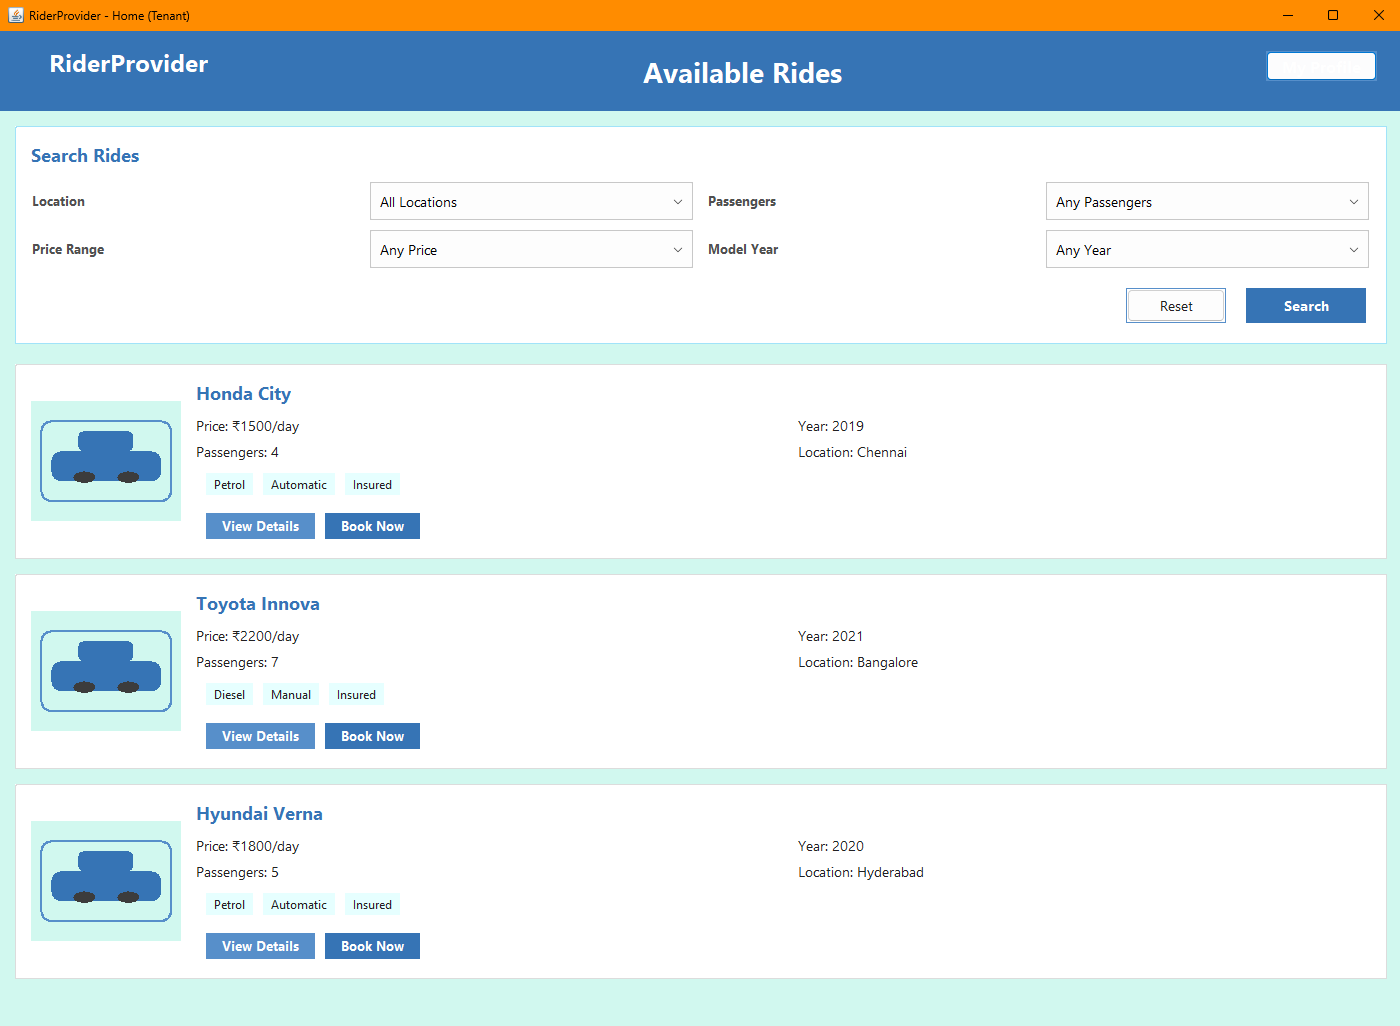 RiderProvider - Home (Tenant)
RiderProvider
Available Rides
Search Rides
Location
All Locations
Passengers
Any Passengers
Price Range
Any Price
Model Year
Any Year
Reset
Search
Honda City
Price: ₹1500/day
Year: 2019
Passengers: 4
Location: Chennai
Petrol
Automatic
Insured
View Details
Book Now
Toyota Innova
Price: ₹2200/day
Year: 2021
Passengers: 7
Location: Bangalore
Diesel
Manual
Insured
View Details
Book Now
Hyundai Verna
Price: ₹1800/day
Year: 2020
Passengers: 5
Location: Hyderabad
Petrol
Automatic
Insured
View Details
Book Now